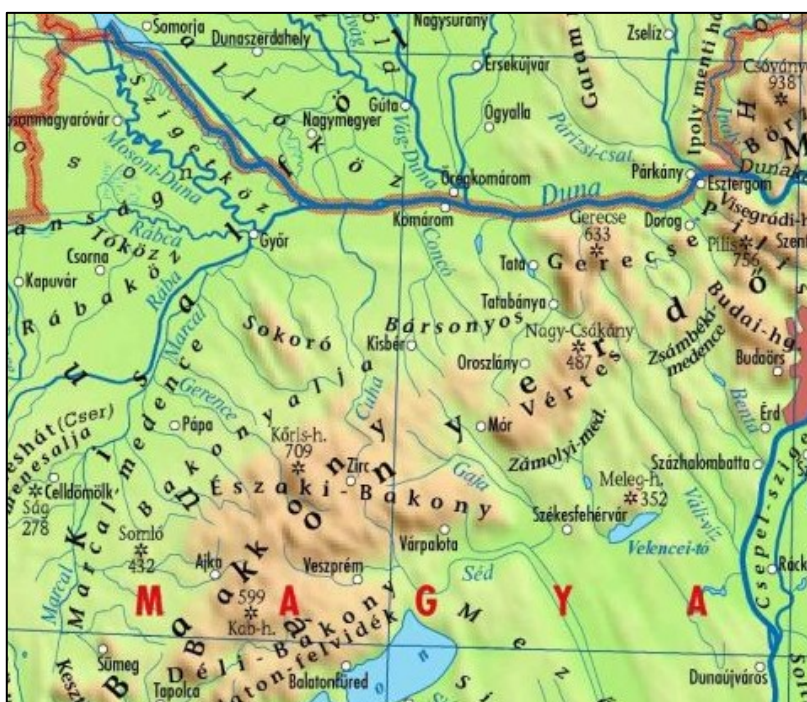 Somorja
Nagysurány
Zselíz
Dunaszerdahely
Érsekújvár
Garam
Ipoly menti
Csóványos
938
Szigetköz
Gúta
Ógyalla
Nagymegyer
Vág-Duna
Párizsi-csat.
Ipoly
Mosoni-Duna
Öregkomárom
Párkány
Duna
Esztergom
Komárom
Visegrádi-h
Gerecse
633
Dorog
Pilis
756
Győr
Rábca
Tóköz
Csorna
Kapuvár
Rábaköz
Rába
Concó
Tata
Gerecse
Tatabánya
Marcal
Sokoró
Bársonyos
Kisbér
Nagy-Csákány
487
Zsámbéki-
medence
Budai-hg.
Budaörs
Oroszlány
Vértes
Gerence
Cuha
Benta
Pápa
Mór
Érd
Bakonyalja
Kőris-h.
709
Zirc
Zámolyi-med.
Gaja
Százhalombatta
Celldömölk
Ság
278
Északi-Bakony
Meleg-h.
352
Marcal medence
Székesfehérvár
Váli-víz
Csepel-szig
Somló
432
Várpalota
Velencei-tó
Ajka
Veszprém
Séd
Ráck
Marcal
599
Kab-h.
M A G Y A
Déli-Bakony
Sümeg
Balatonfüred
Tapolca
Dunaújváros